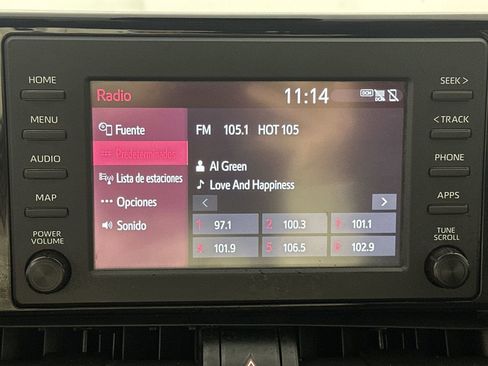 HOME
SEEK >
MENU
< TRACK
AUDIO
PHONE
MAP
APPS
POWER
VOLUME
TUNE
SCROLL
Radio
11:14
DCM
Fuente
FM 105.1 HOT 105
Predeterminados
Al Green
Lista de estaciones
Love And Happiness
Opciones
< >
Sonido
1 97.1 2 100.3 3 101.1
4 101.9 5 106.5 6 102.9